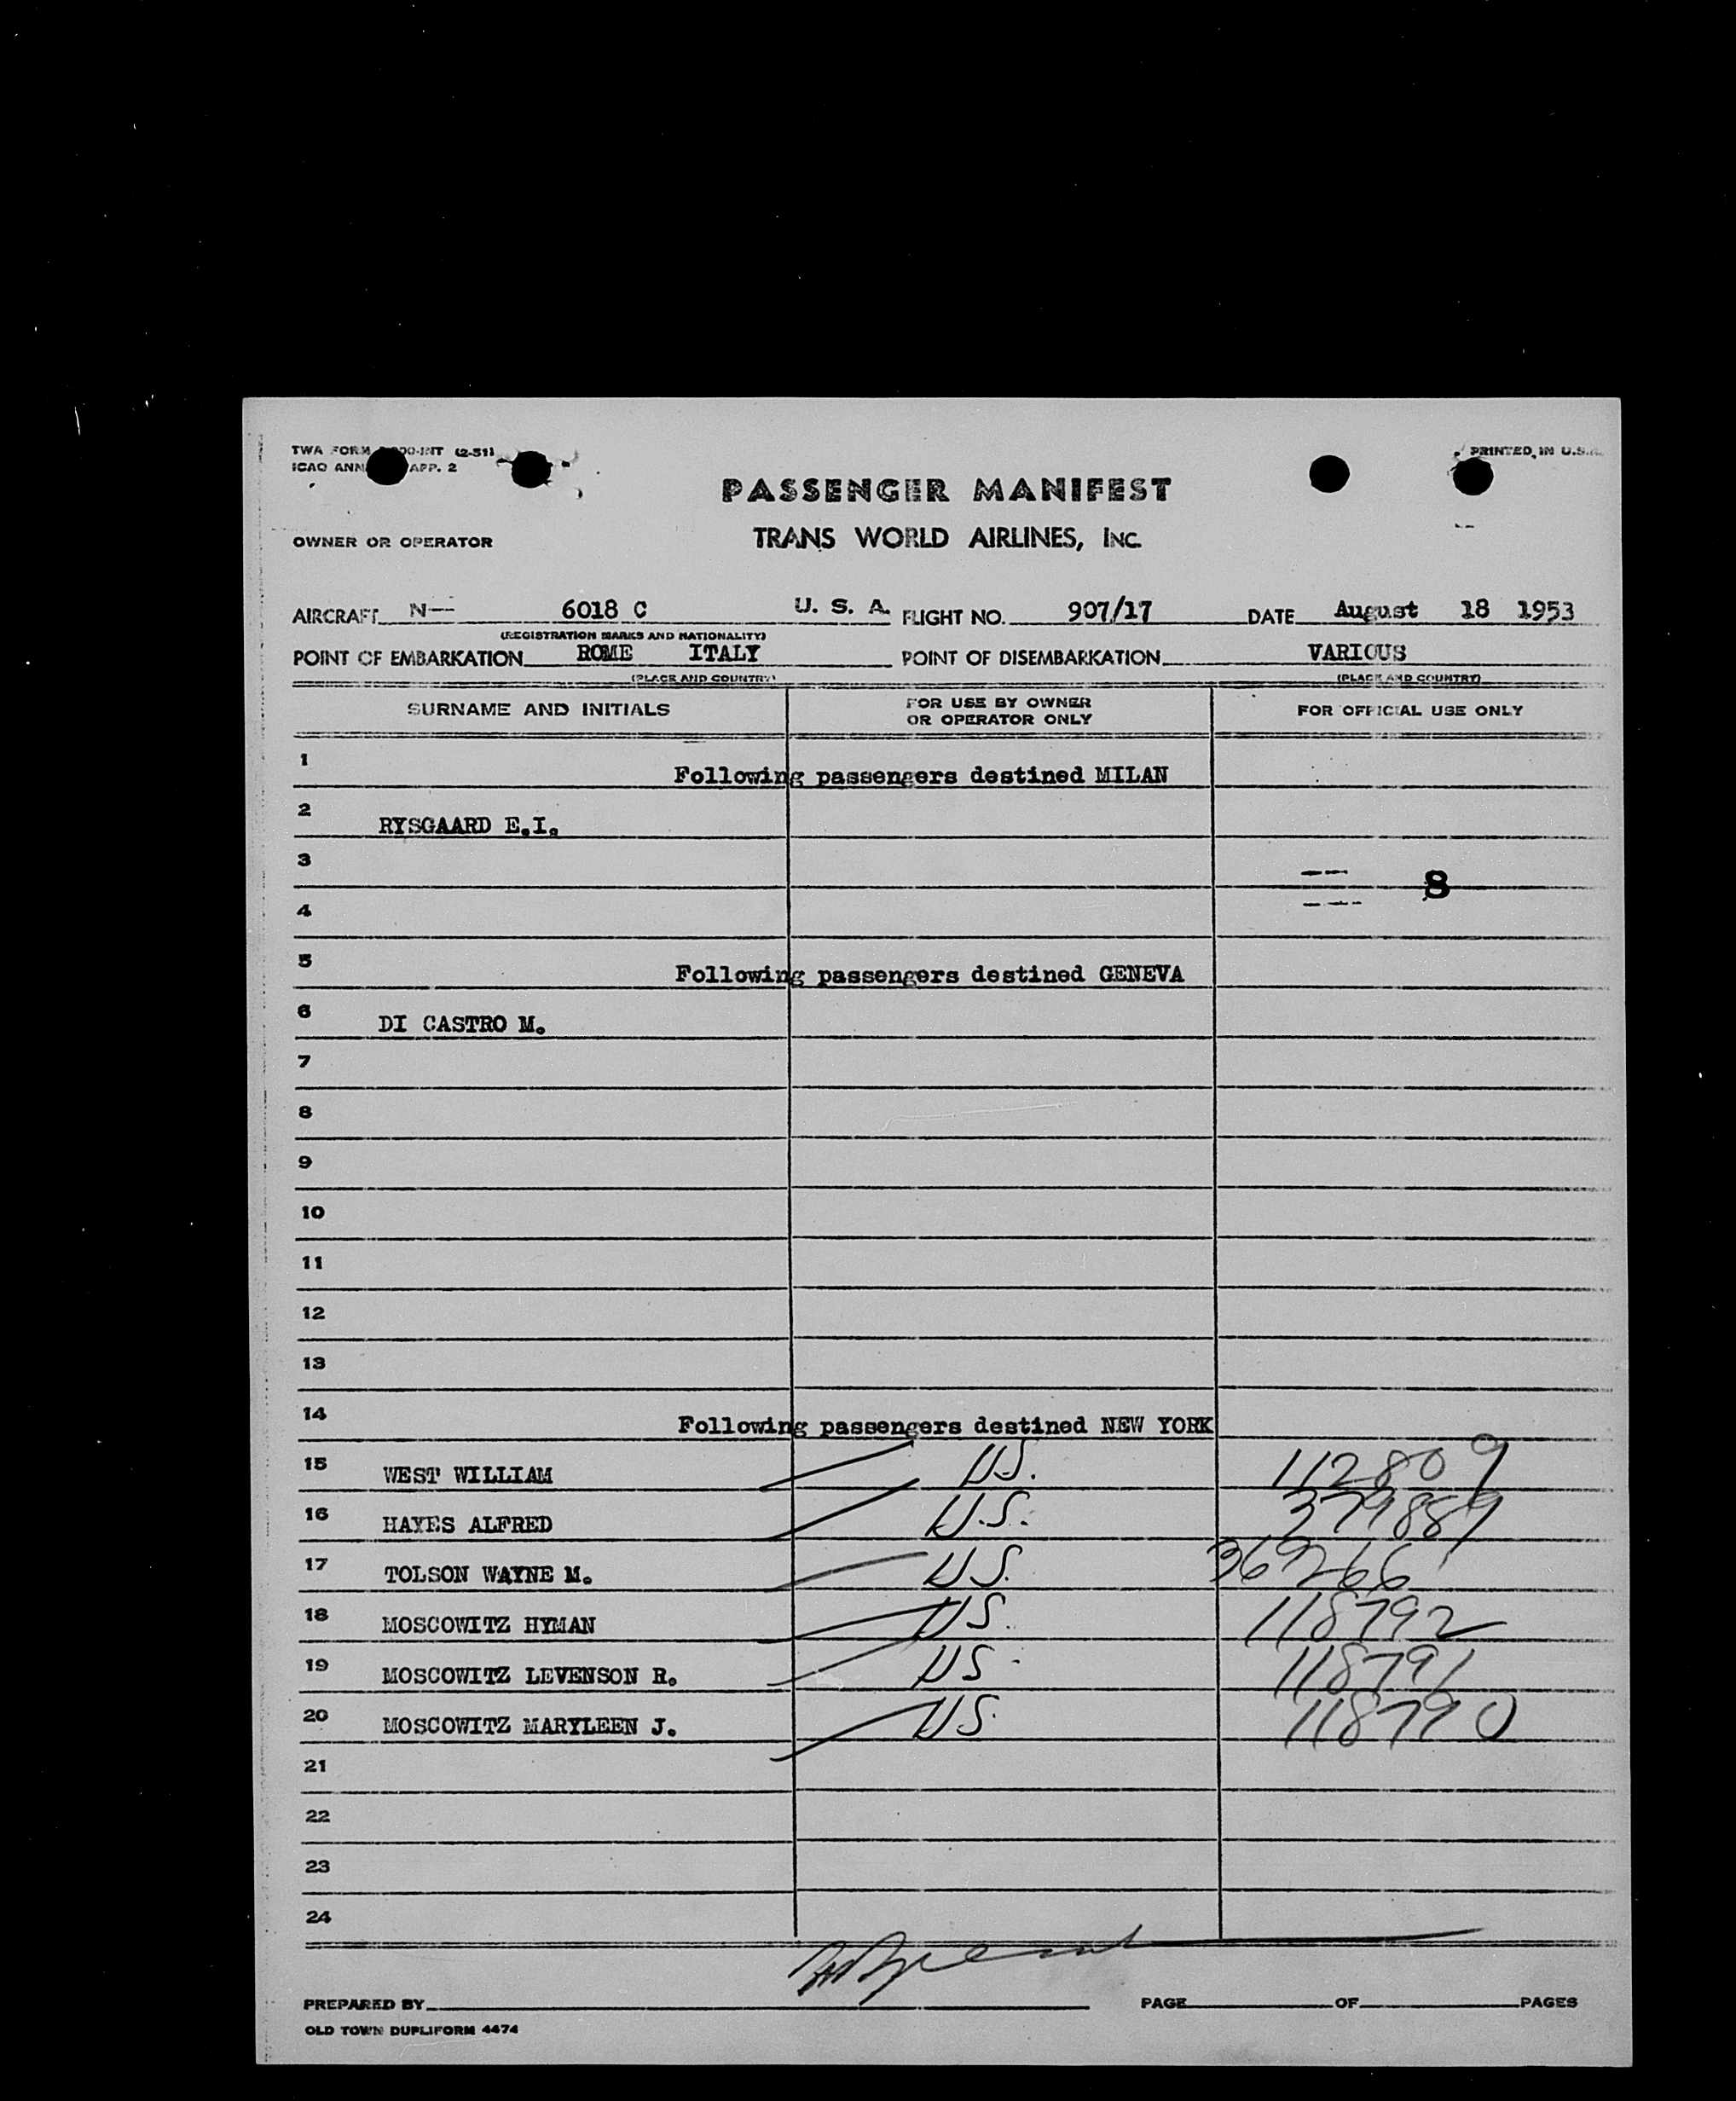 TWA FORM 00-INT (2-51)
ICAO ANN APP. 2
PRINTED IN U.S.A.
PASSENGER MANIFEST
OWNER OR OPERATOR TRANS WORLD AIRLINES, INC.
AIRCRAFT N— 6018 C U. S. A. FLIGHT NO. 907/17 DATE August 18 1953
(REGISTRATION MARKS AND NATIONALITY)
POINT OF EMBARKATION ROME ITALY POINT OF DISEMBARKATION VARIOUS
(PLACE AND COUNTRY) (PLACE AND COUNTRY)
SURNAME AND INITIALS FOR USE BY OWNER OR OPERATOR ONLY FOR OFFICIAL USE ONLY
1 Following passengers destined MILAN
2 RYSGAARD E.I.
3
8
4
5 Following passengers destined GENEVA
6 DI CASTRO M.
7
8
9
10
11
12
13
14 Following passengers destined NEW YORK
15 WEST WILLIAM U.S. 112809
16 HAYES ALFRED U.S. 379889
17 TOLSON WAYNE M. U.S. 369266
18 MOSCOWITZ HYMAN U.S. 118792
19 MOSCOWITZ LEVENSON R. US 118791
20 MOSCOWITZ MARYLEEN J. U.S. 118790
21
22
23
24
PREPARED BY PAGE OF PAGES
OLD TOWN DUPLIFORM 4474